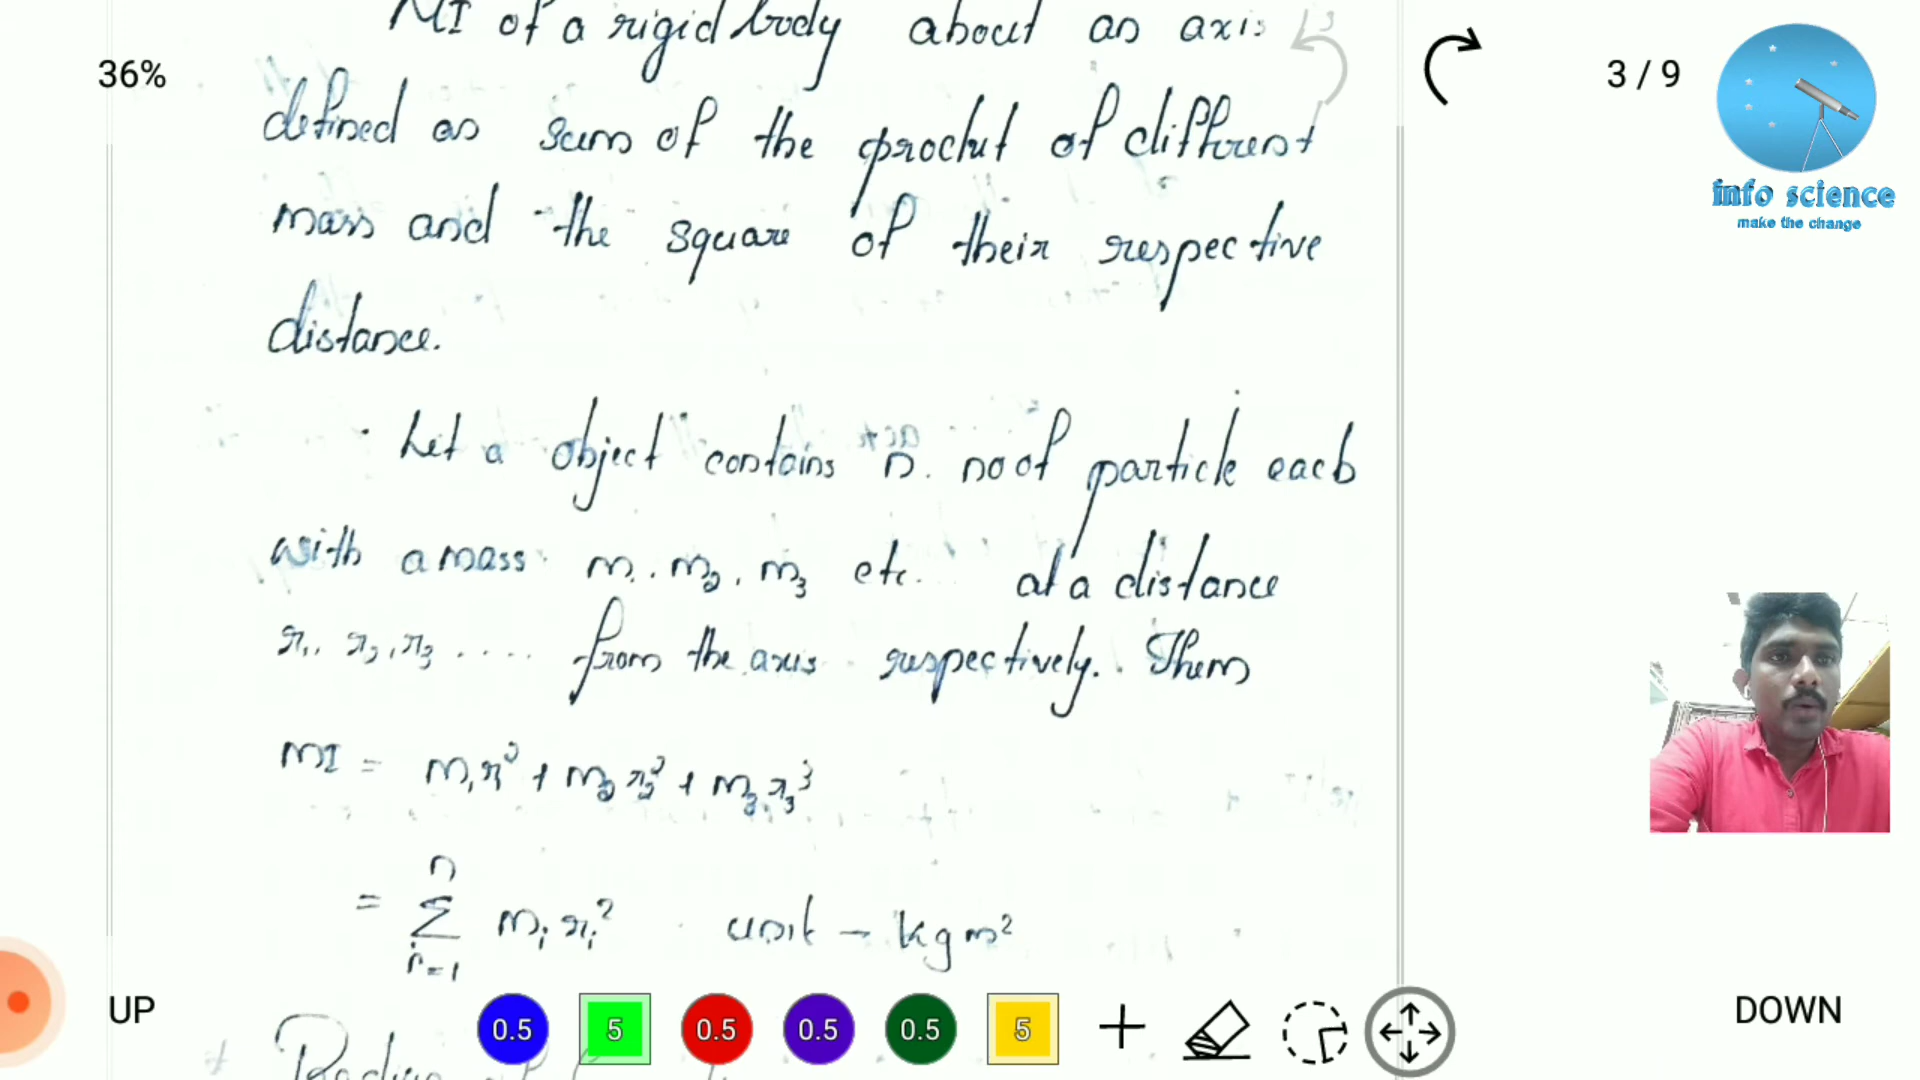 MI of a rigid body about an axis
36%
3 / 9
defined as sum of the product of different
info science
make the change
mass and the square of their respective
distance.
Let a object contains n. no of particle each
with a mass m1, m2, m3 etc. at a distance
r1, r2, r3 .... from the axis respectively. Then
MI = m1r1² + m2r2² + m3r3³
n
= Σ mi ri² unit - kgm²
i=1
UP
0.5
5
0.5
0.5
0.5
5
DOWN